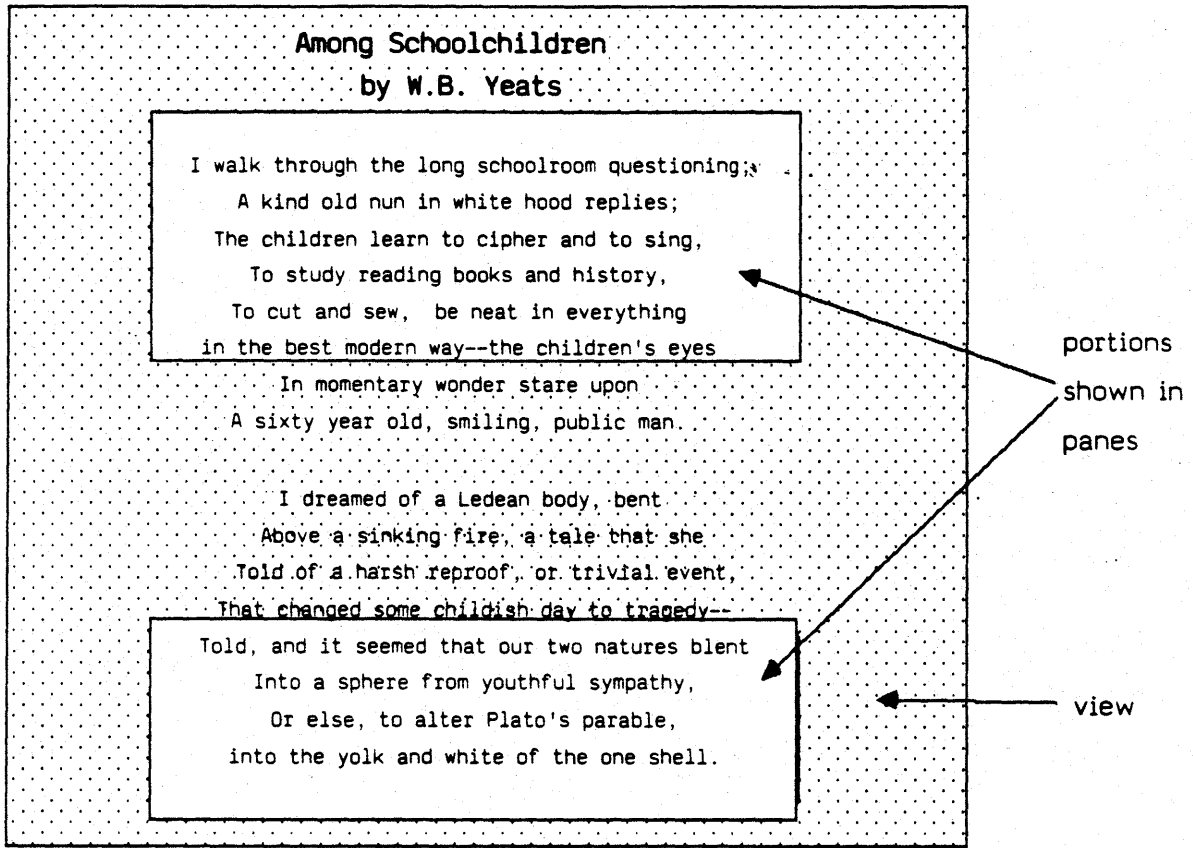 Among Schoolchildren
by W.B. Yeats
I walk through the long schoolroom questioning;
A kind old nun in white hood replies;
The children learn to cipher and to sing,
To study reading books and history,
To cut and sew, be neat in everything
in the best modern way--the children's eyes
In momentary wonder stare upon
A sixty year old, smiling, public man.
I dreamed of a Ledean body, bent
Above a sinking fire, a tale that she
Told of a harsh reproof, or trivial event,
That changed some childish day to tragedy--
Told, and it seemed that our two natures blent
Into a sphere from youthful sympathy,
Or else, to alter Plato's parable,
into the yolk and white of the one shell.
portions
shown in
panes
view